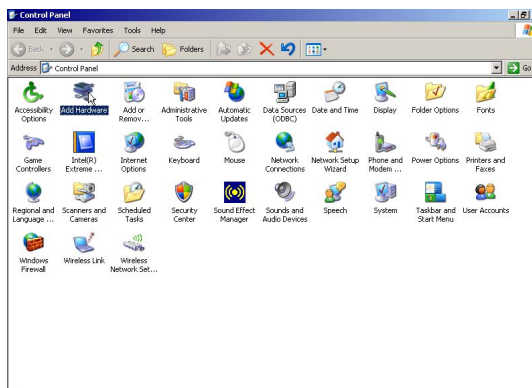 Control Panel
File Edit View Favorites Tools Help
Back Search Folders
Address Control Panel Go
Accessibility Options
Add Hardware
Add or Remov...
Administrative Tools
Automatic Updates
Data Sources (ODBC)
Date and Time
Display
Folder Options
Fonts
Game Controllers
Intel(R) Extreme ...
Internet Options
Keyboard
Mouse
Network Connections
Network Setup Wizard
Phone and Modem ...
Power Options
Printers and Faxes
Regional and Language ...
Scanners and Cameras
Scheduled Tasks
Security Center
Sound Effect Manager
Sounds and Audio Devices
Speech
System
Taskbar and Start Menu
User Accounts
Windows Firewall
Wireless Link
Wireless Network Set...